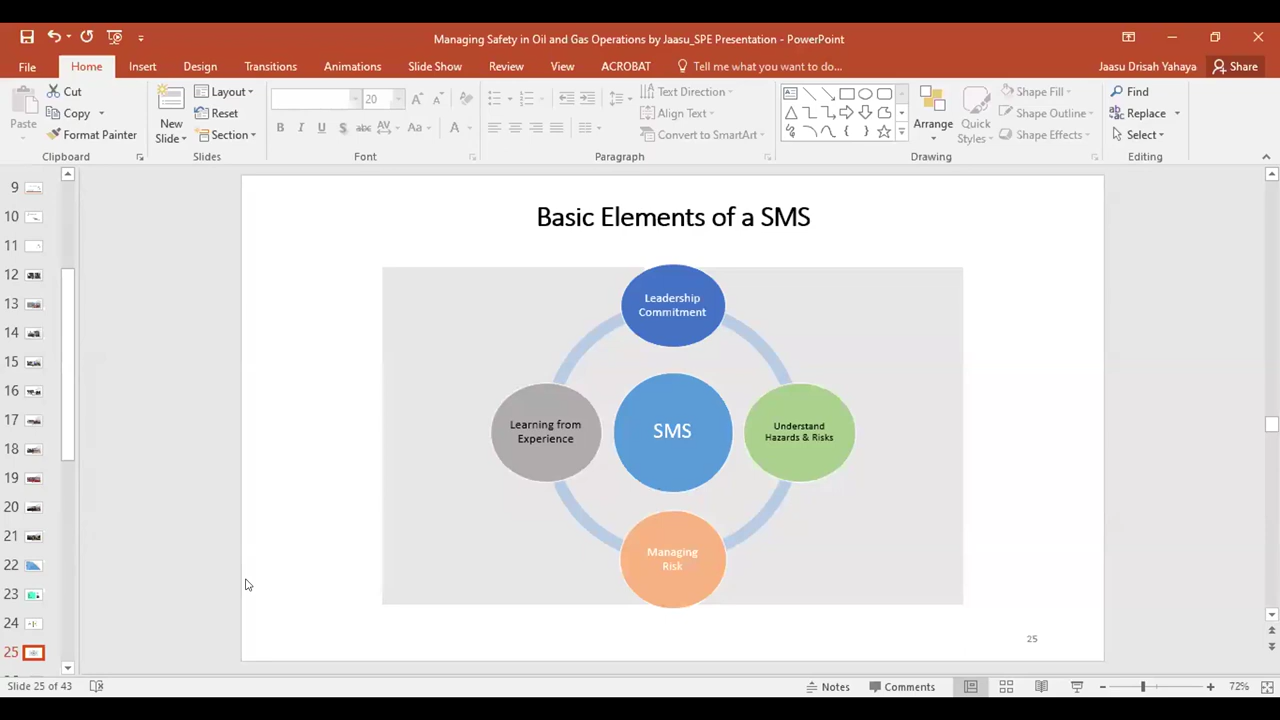 Managing Safety in Oil and Gas Operations by Jaasu_SPE Presentation - PowerPoint
File Home Insert Design Transitions Animations Slide Show Review View ACROBAT Tell me what you want to do... Jaasu Drisah Yahaya Share
Paste Cut
Copy
Format Painter
New
Slide
Layout
Reset
Section
20
B I U S abc AV Aa A
Text Direction
Align Text
Convert to SmartArt
Arrange
Quick
Styles
Shape Fill
Shape Outline
Shape Effects
Find
Replace
Select
Clipboard Slides Font Paragraph Drawing Editing
9
10
11
12
13
14
15
16
17
18
19
20
21
22
23
24
25
Basic Elements of a SMS
Leadership
Commitment
Learning from
Experience
SMS
Understand
Hazards & Risks
Managing
Risk
25
Slide 25 of 43 Notes Comments 72%